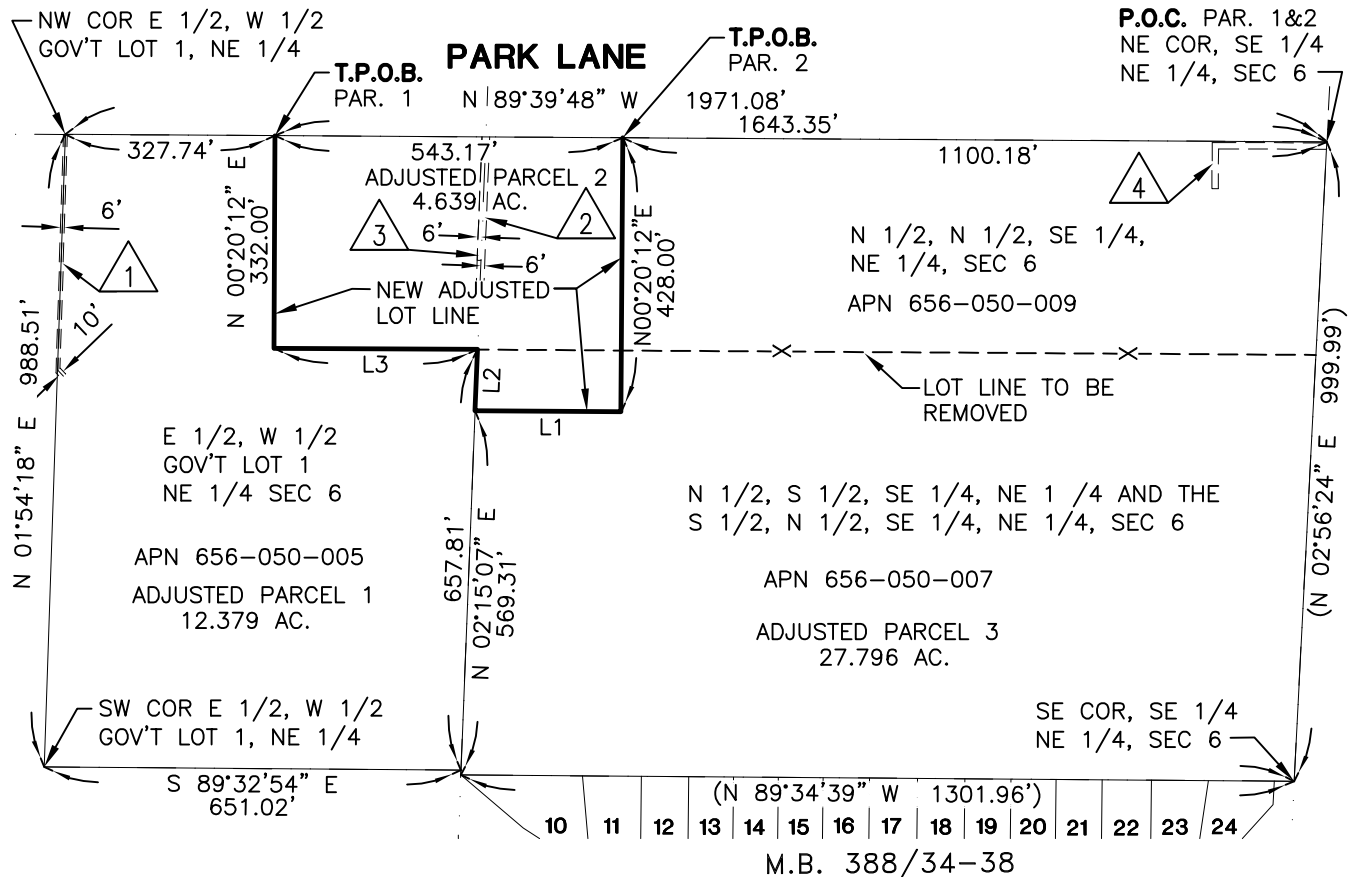 NW COR E 1/2, W 1/2
GOV'T LOT 1, NE 1/4
T.P.O.B.
PAR. 1
PARK LANE
T.P.O.B.
PAR. 2
P.O.C. PAR. 1&2
NE COR, SE 1/4
NE 1/4, SEC 6
N 89°39'48" W
1971.08'
1643.35'
327.74'
543.17'
1100.18'
ADJUSTED PARCEL 2
4.639 AC.
N 00°20'12" E
332.00'
6'
1
10'
3
2
6'
6'
4
NEW ADJUSTED
LOT LINE
N00°20'12"E
428.00'
N 1/2, N 1/2, SE 1/4,
NE 1/4, SEC 6
APN 656-050-009
L3
L2
L1
LOT LINE TO BE
REMOVED
N 01°54'18" E 988.51'
(N 02°56'24" E 999.99')
E 1/2, W 1/2
GOV'T LOT 1
NE 1/4 SEC 6
APN 656-050-005
ADJUSTED PARCEL 1
12.379 AC.
657.81'
N 02°15'07" E
569.31'
N 1/2, S 1/2, SE 1/4, NE 1 /4 AND THE
S 1/2, N 1/2, SE 1/4, NE 1/4, SEC 6
APN 656-050-007
ADJUSTED PARCEL 3
27.796 AC.
SW COR E 1/2, W 1/2
GOV'T LOT 1, NE 1/4
SE COR, SE 1/4
NE 1/4, SEC 6
S 89°32'54" E
651.02'
(N 89°34'39" W 1301.96')
10 11 12 13 14 15 16 17 18 19 20 21 22 23 24
M.B. 388/34-38